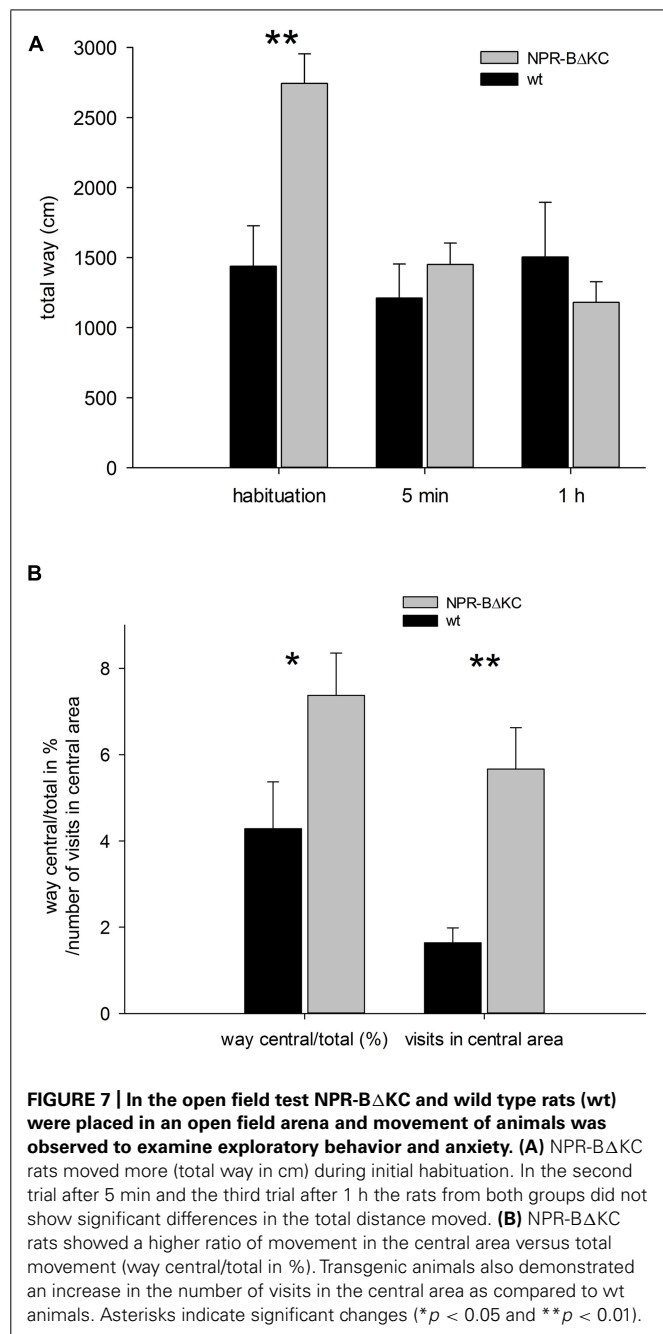 A
**
NPR-BΔKC
wt
3000
2500
2000
1500
1000
500
0
total way (cm)
habituation 5 min 1 h
B
NPR-BΔKC
wt
* **
8
6
4
2
0
way central/total in %
/number of visits in central area
way central/total (%) visits in central area
FIGURE 7 | In the open field test NPR-BΔKC and wild type rats (wt)
were placed in an open field arena and movement of animals was
observed to examine exploratory behavior and anxiety. (A) NPR-BΔKC
rats moved more (total way in cm) during initial habituation. In the second
trial after 5 min and the third trial after 1 h the rats from both groups did not
show significant differences in the total distance moved. (B) NPR-BΔKC
rats showed a higher ratio of movement in the central area versus total
movement (way central/total in %). Transgenic animals also demonstrated
an increase in the number of visits in the central area as compared to wt
animals. Asterisks indicate significant changes (*p < 0.05 and **p < 0.01).